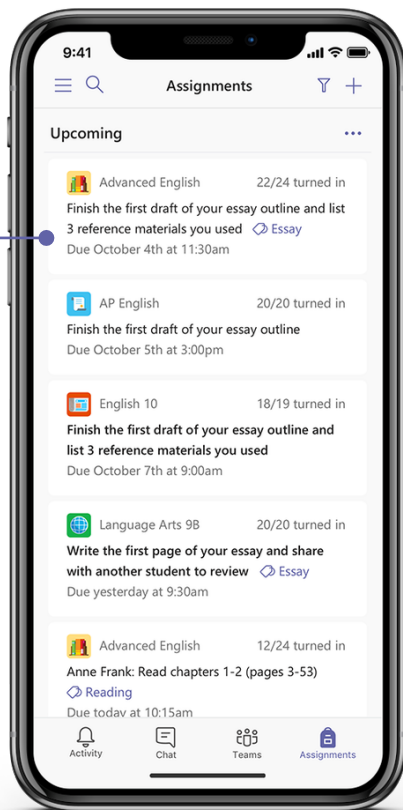 9:41
Assignments
Upcoming
Advanced English 22/24 turned in
Finish the first draft of your essay outline and list
3 reference materials you used Essay
Due October 4th at 11:30am
AP English 20/20 turned in
Finish the first draft of your essay outline
Due October 5th at 3:00pm
English 10 18/19 turned in
Finish the first draft of your essay outline and
list 3 reference materials you used
Due October 7th at 9:00am
Language Arts 9B 20/20 turned in
Write the first page of your essay and share
with another student to review Essay
Due yesterday at 9:30am
Advanced English 12/24 turned in
Anne Frank: Read chapters 1-2 (pages 3-53)
Reading
Due today at 10:15am
Activity Chat Teams Assignments